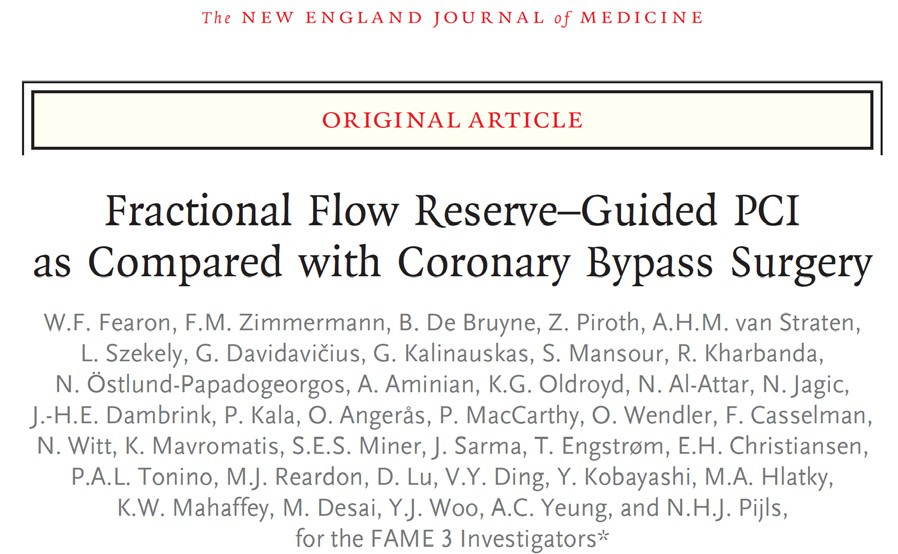 The NEW ENGLAND JOURNAL of MEDICINE
ORIGINAL ARTICLE
Fractional Flow Reserve–Guided PCI
as Compared with Coronary Bypass Surgery
W.F. Fearon, F.M. Zimmermann, B. De Bruyne, Z. Piroth, A.H.M. van Straten,
L. Szekely, G. Davidavičius, G. Kalinauskas, S. Mansour, R. Kharbanda,
N. Östlund-Papadogeorgos, A. Aminian, K.G. Oldroyd, N. Al-Attar, N. Jagic,
J.-H.E. Dambrink, P. Kala, O. Angerås, P. MacCarthy, O. Wendler, F. Casselman,
N. Witt, K. Mavromatis, S.E.S. Miner, J. Sarma, T. Engstrøm, E.H. Christiansen,
P.A.L. Tonino, M.J. Reardon, D. Lu, V.Y. Ding, Y. Kobayashi, M.A. Hlatky,
K.W. Mahaffey, M. Desai, Y.J. Woo, A.C. Yeung, and N.H.J. Pijls,
for the FAME 3 Investigators*